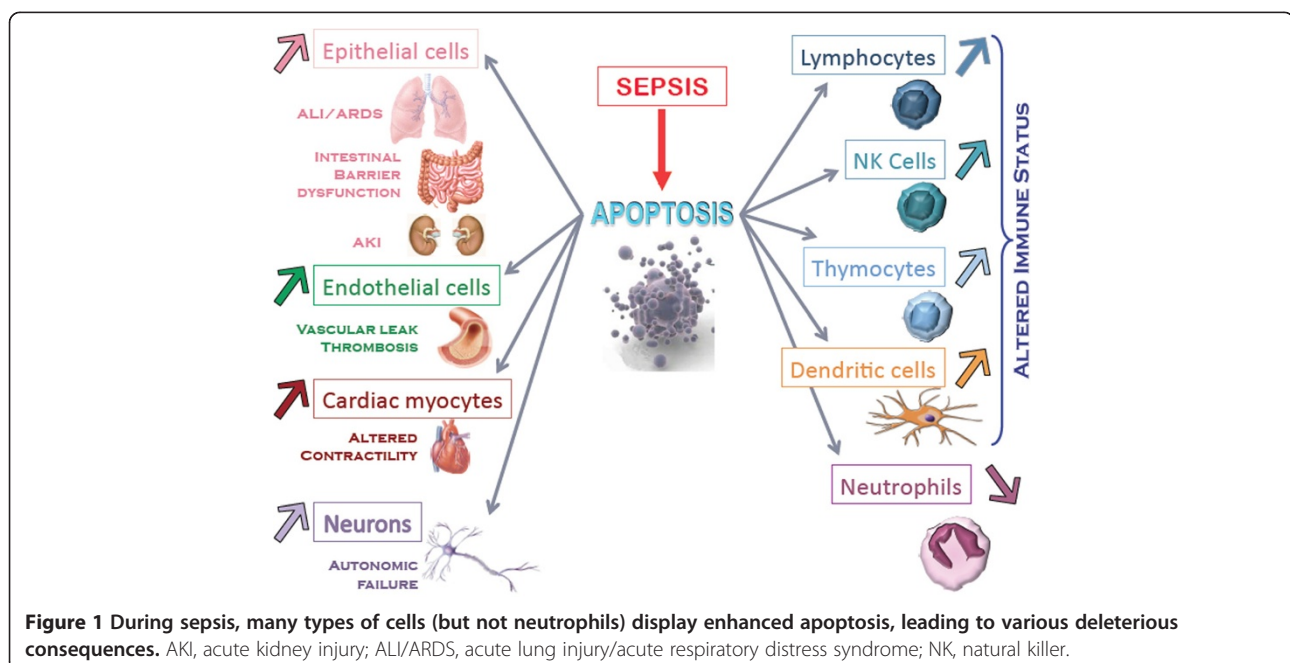 Epithelial cells
ALI/ARDS
INTESTINAL
BARRIER
DYSFUNCTION
AKI
Endothelial cells
VASCULAR LEAK
THROMBOSIS
Cardiac myocytes
ALTERED
CONTRACTILITY
Neurons
AUTONOMIC
FAILURE
SEPSIS
APOPTOSIS
Lymphocytes
NK Cells
Thymocytes
Dendritic cells
Neutrophils
ALTERED IMMUNE STATUS
Figure 1 During sepsis, many types of cells (but not neutrophils) display enhanced apoptosis, leading to various deleterious
consequences. AKI, acute kidney injury; ALI/ARDS, acute lung injury/acute respiratory distress syndrome; NK, natural killer.